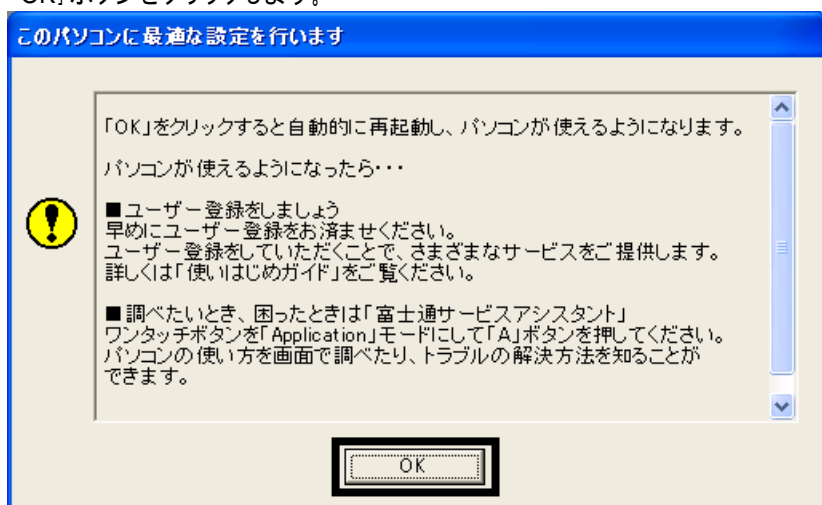 OK]ボタンをクリックします。
このパソコンに最適な設定を行います
「OK」をクリックすると自動的に再起動し、パソコンが使えるようになります。
パソコンが使えるようになったら・・・
■ユーザー登録をしましょう
早めにユーザー登録をお済ませください。
ユーザー登録をしていただくことで、さまざまなサービスをご提供します。
詳しくは「使いはじめガイド」をご覧ください。
■調べたいとき、困ったときは「富士通サービスアシスタント」
ワンタッチボタンを「Application」モードにして「A」ボタンを押してください。
パソコンの使い方を画面で調べたり、トラブルの解決方法を知ることが
できます。
OK